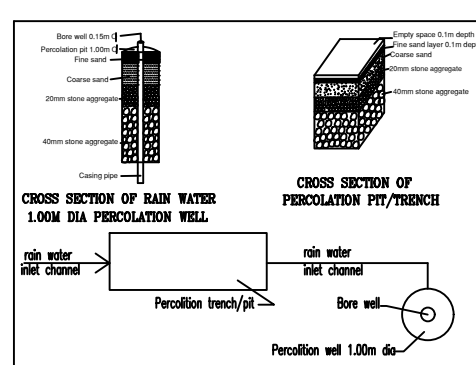 Bore well 0.15m
Percolation pit 1.00m
Fine sand
Coarse sand
20mm stone aggregate
40mm stone aggregate
Casing pipe
CROSS SECTION OF RAIN WATER
1.00M DIA PERCOLATION WELL
Empty space 0.1m depth
Fine sand layer 0.1m dep
Coarse sand
20mm stone aggregate
40mm stone aggregate
CROSS SECTION OF
PERCOLATION PIT/TRENCH
rain water
inlet channel
Percolition trench/pit
rain water
inlet channel
Bore well
Percolition well 1.00m dia